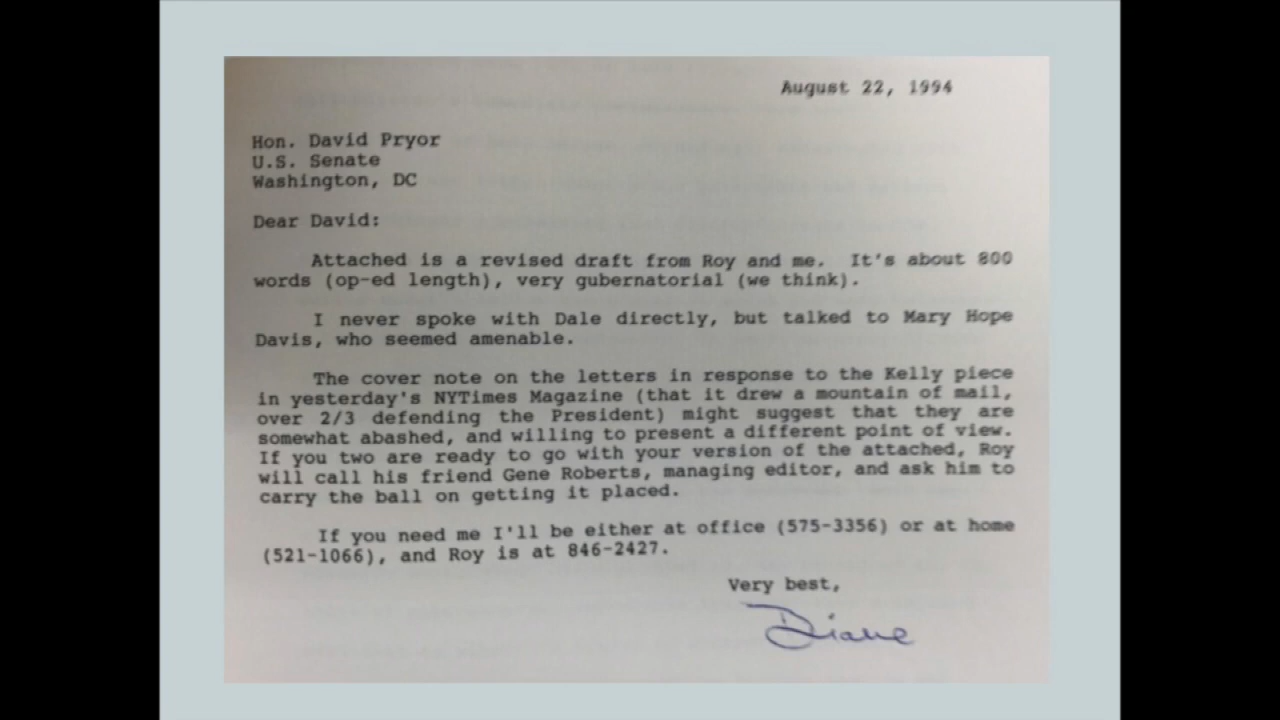 August 22, 1994
Hon. David Pryor
U.S. Senate
Washington, DC
Dear David:
Attached is a revised draft from Roy and me. It's about 800
words (op-ed length), very gubernatorial (we think).
I never spoke with Dale directly, but talked to Mary Hope
Davis, who seemed amenable.
The cover note on the letters in response to the Kelly piece
in yesterday's NYTimes Magazine (that it drew a mountain of mail,
over 2/3 defending the President) might suggest that they are
somewhat abashed, and willing to present a different point of view.
If you two are ready to go with your version of the attached, Roy
will call his friend Gene Roberts, managing editor, and ask him to
carry the ball on getting it placed.
If you need me I'll be either at office (575-3356) or at home
(521-1066), and Roy is at 846-2427.
Very best,
Diane